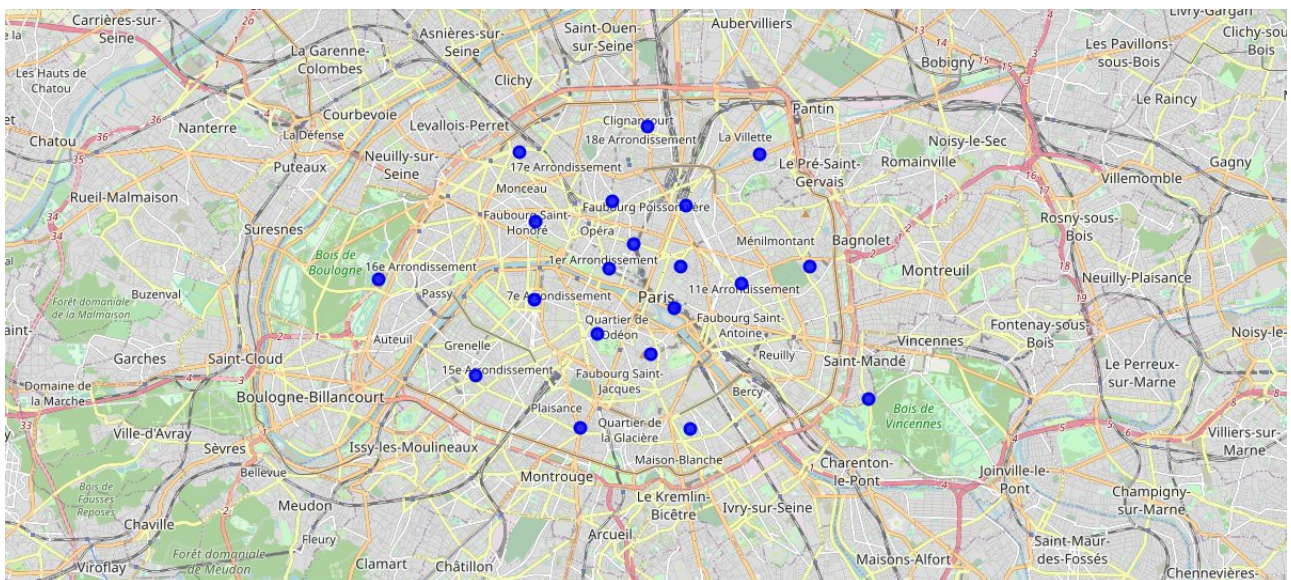 Carrières-sur-
Seine
Asnières-sur-
Seine
Saint-Ouen-
sur-Seine
Aubervilliers
Livry-Gargan
Clichy-sou
Bois
La Garenne-
Colombes
Clichy
Bobigny
15
15
3
Les Pavillons-
sous-Bois
Les Hauts de
Chatou
Nanterre
La Défense
Courbevoie
Levallois-Perret
Clignancourt
18e Arrondissement
Pantin
Le Raincy
Chatou
Puteaux
Neuilly-sur-
Seine
17e Arrondissement
La Villette
Le Pré-Saint-
Gervais
Noisy-le-Sec
Romainville
16
17
Villemomble
Gagny
Rueil-Malmaison
Monceau
Faubourg Saint-
Honoré
Faubourg Poissonnière
Opéra
Suresnes
Bois de
Boulogne
16e Arrondissement
1er Arrondissement
Ménilmontant
Bagnolet
Rosny-sous-
Bois
Montreuil
Neuilly-Plaisance
Buzenval
Forêt domaniale
de la Malmaison
Passy
7e Arrondissement
Paris
11e Arrondissement
19
Quartier de
l'Odéon
Faubourg Saint-
Antoine
Fontenay-sous-
Bois
Noisy-le-
Garches
Saint-Cloud
Auteuil
Grenelle
15e Arrondissement
Reuilly
Saint-Mandé
Vincennes
Le Perreux-
sur-Marne
Domaine de
la Marche
Boulogne-Billancourt
Faubourg Saint-
Jacques
Bercy
Bois de
Vincennes
Plaisance
Quartier de
la Glacière
Ville-d'Avray
Sèvres
Issy-les-Moulineaux
Maison-Blanche
Villiers-sur-
Marne
Bellevue
Montrouge
Charenton-
le-Pont
Joinville-le-
Pont
Bois de
Fausses
Reposes
Meudon
Le Kremlin-
Bicêtre
Ivry-sur-Seine
Champigny-
sur-Marne
Chaville
Fleury
Arcueil
Saint-Maur-
des-Fossés
Forêt domaniale
de Meudon
Viroflay
Clamart
Châtillon
Maisons-Alfort
Chennevières-